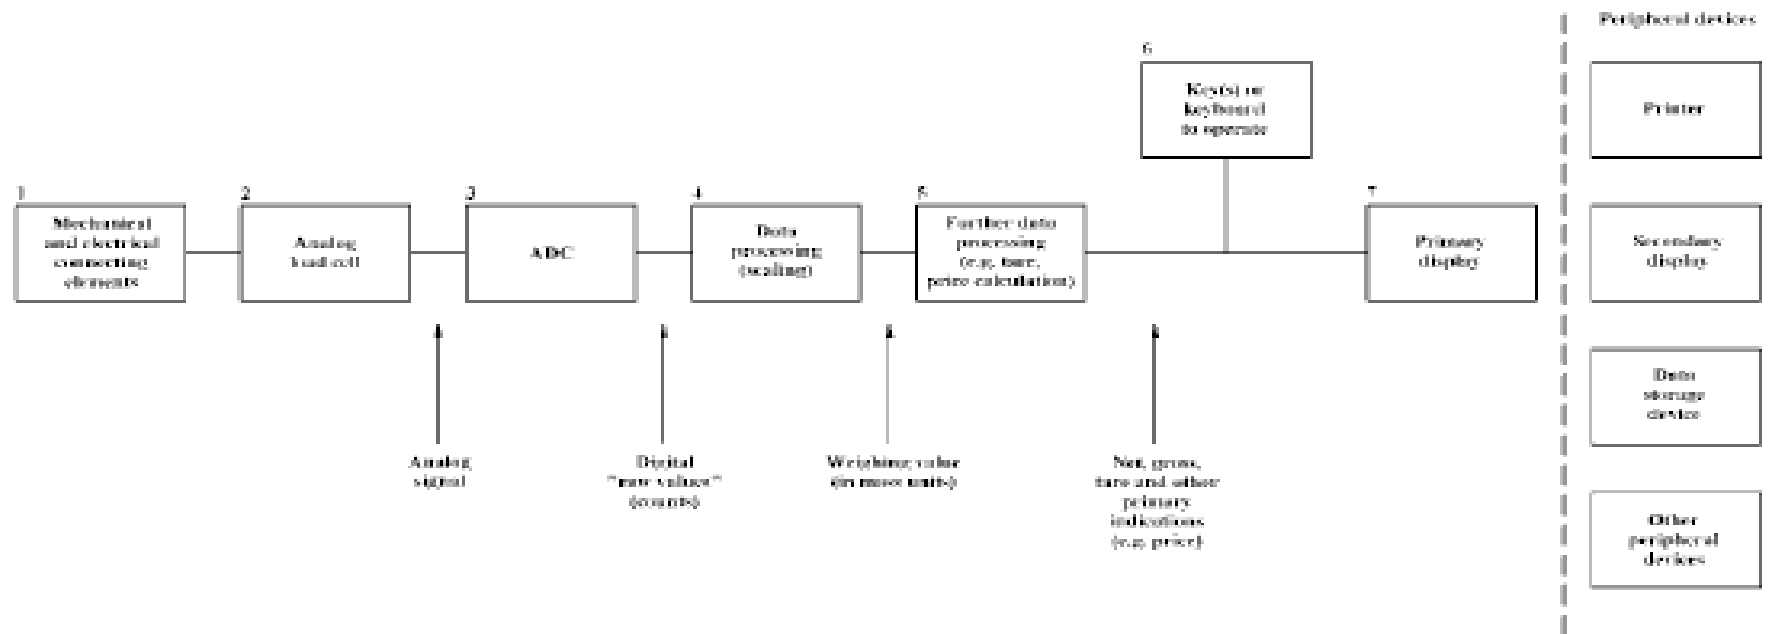 Peripheral devices
6
Key(s) or
keyboard
to operate
Printer
1
2
3
4
5
7
Mechanical
and electrical
connecting
elements
Analog
load cell
ADC
Data
processing
(scaling)
Further data
processing
(e.g. tare,
price calculation)
Primary
display
Secondary
display
Data
storage
device
Analog
signal
Digital
"raw values"
(counts)
Weighing value
(in mass units)
Net, gross,
tare and other
primary
indications
(e.g. price)
Other
peripheral
devices